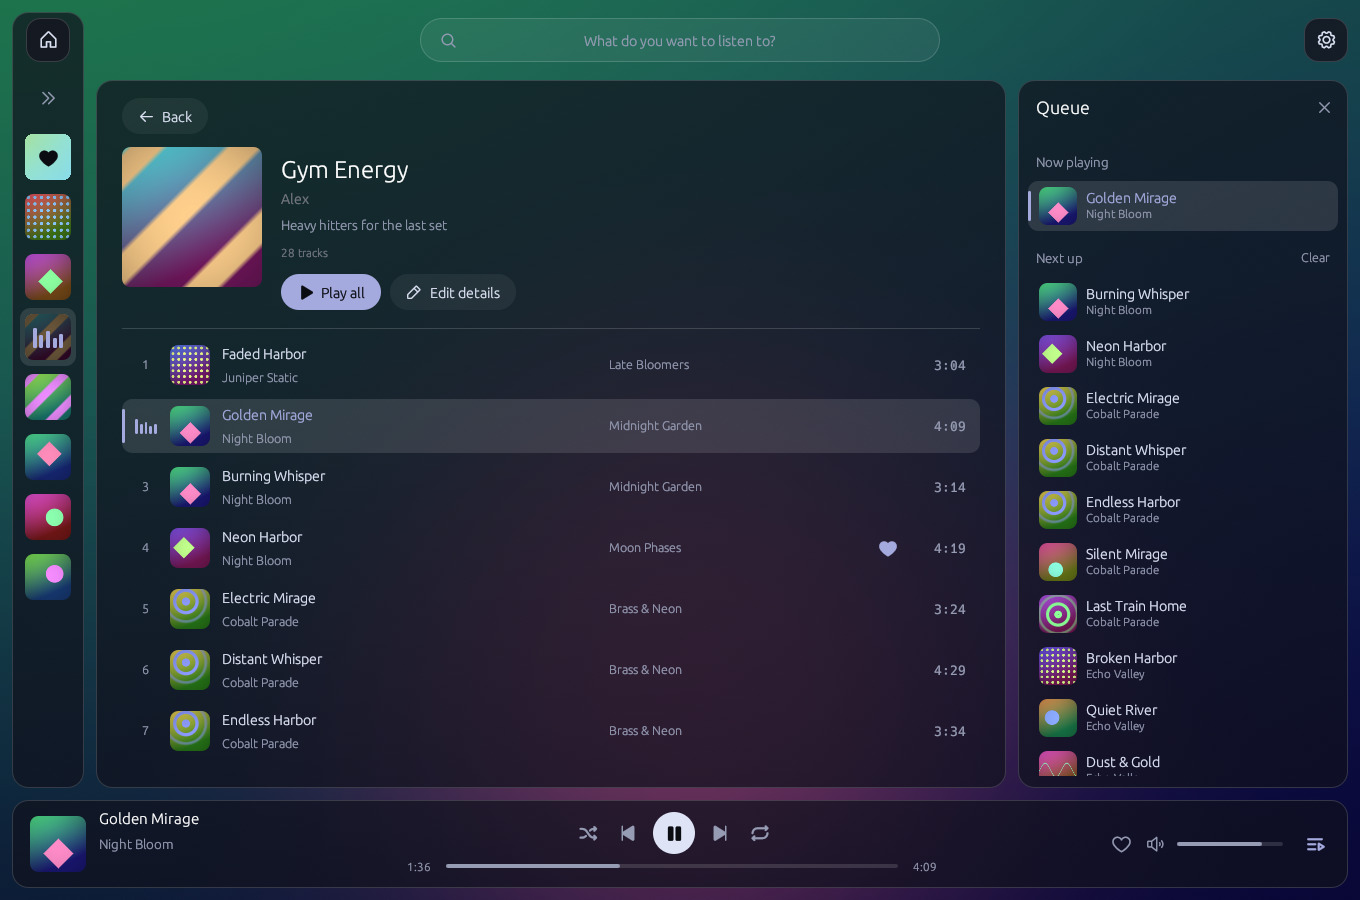 What do you want to listen to?
Back
Gym Energy
Alex
Heavy hitters for the last set
28 tracks
Play all
Edit details
1
Faded Harbor
Juniper Static
Late Bloomers
3:04
Golden Mirage
Night Bloom
Midnight Garden
4:09
3
Burning Whisper
Night Bloom
Midnight Garden
3:14
4
Neon Harbor
Night Bloom
Moon Phases
4:19
5
Electric Mirage
Cobalt Parade
Brass & Neon
3:24
6
Distant Whisper
Cobalt Parade
Brass & Neon
4:29
7
Endless Harbor
Cobalt Parade
Brass & Neon
3:34
Queue
Now playing
Golden Mirage
Night Bloom
Next up
Clear
Burning Whisper
Night Bloom
Neon Harbor
Night Bloom
Electric Mirage
Cobalt Parade
Distant Whisper
Cobalt Parade
Endless Harbor
Cobalt Parade
Silent Mirage
Cobalt Parade
Last Train Home
Cobalt Parade
Broken Harbor
Echo Valley
Quiet River
Echo Valley
Dust & Gold
Golden Mirage
Night Bloom
1:36
4:09